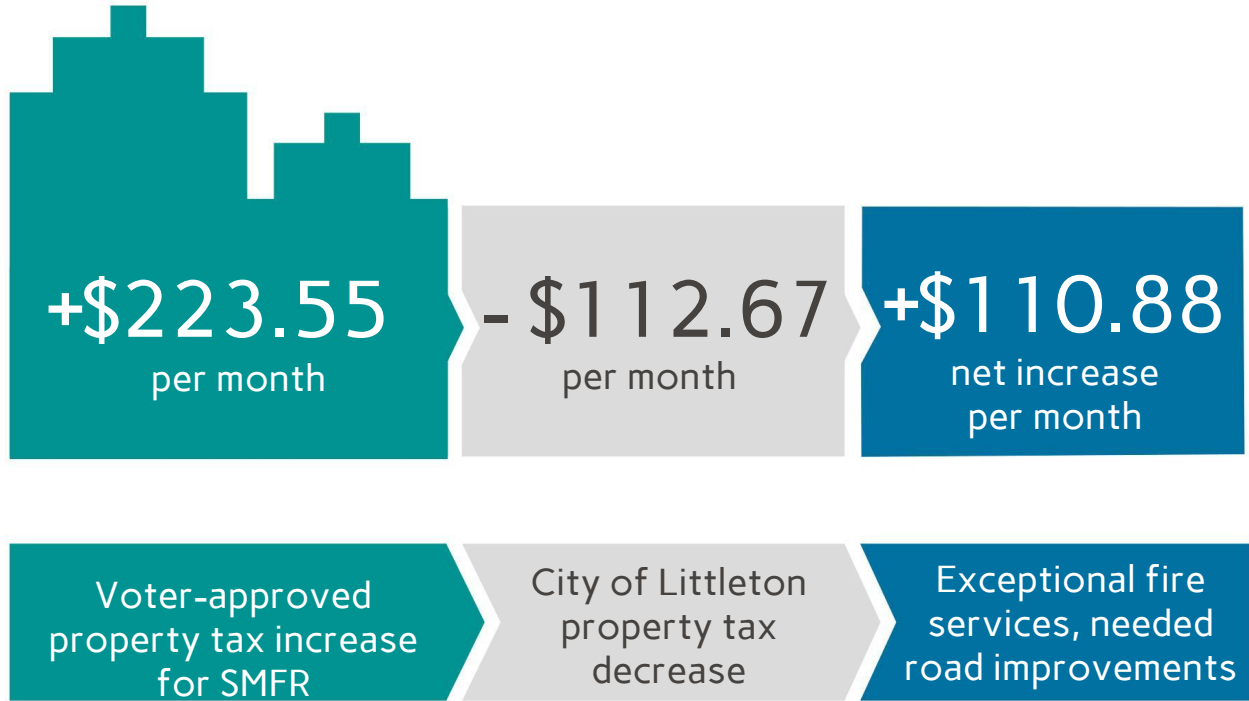 +$223.55
per month
- $112.67
per month
+$110.88
net increase
per month
Voter-approved
property tax increase
for SMFR
City of Littleton
property tax
decrease
Exceptional fire
services, needed
road improvements